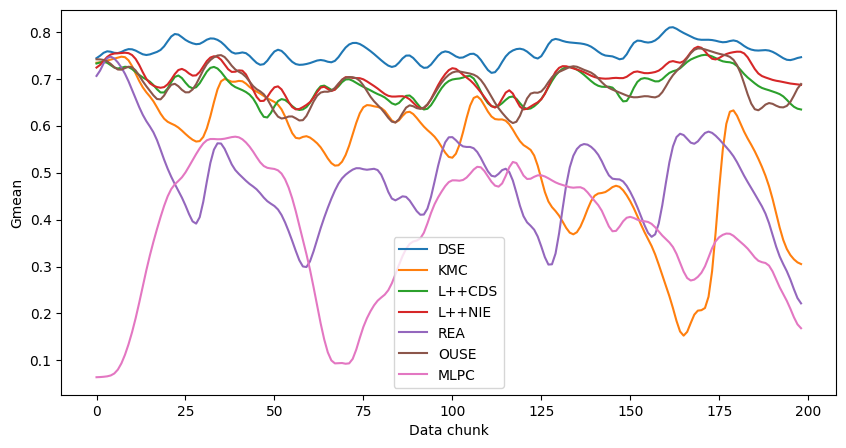 0.8
0.7
0.6
0.5
0.4
0.3
0.2
0.1
Gmean
DSE
KMC
L++CDS
L++NIE
REA
OUSE
MLPC
0 25 50 75 100 125 150 175 200
Data chunk